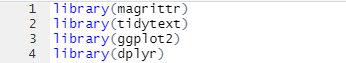 1 library(magrittr)
2 library(tidytext)
3 library(ggplot2)
4 library(dplyr)